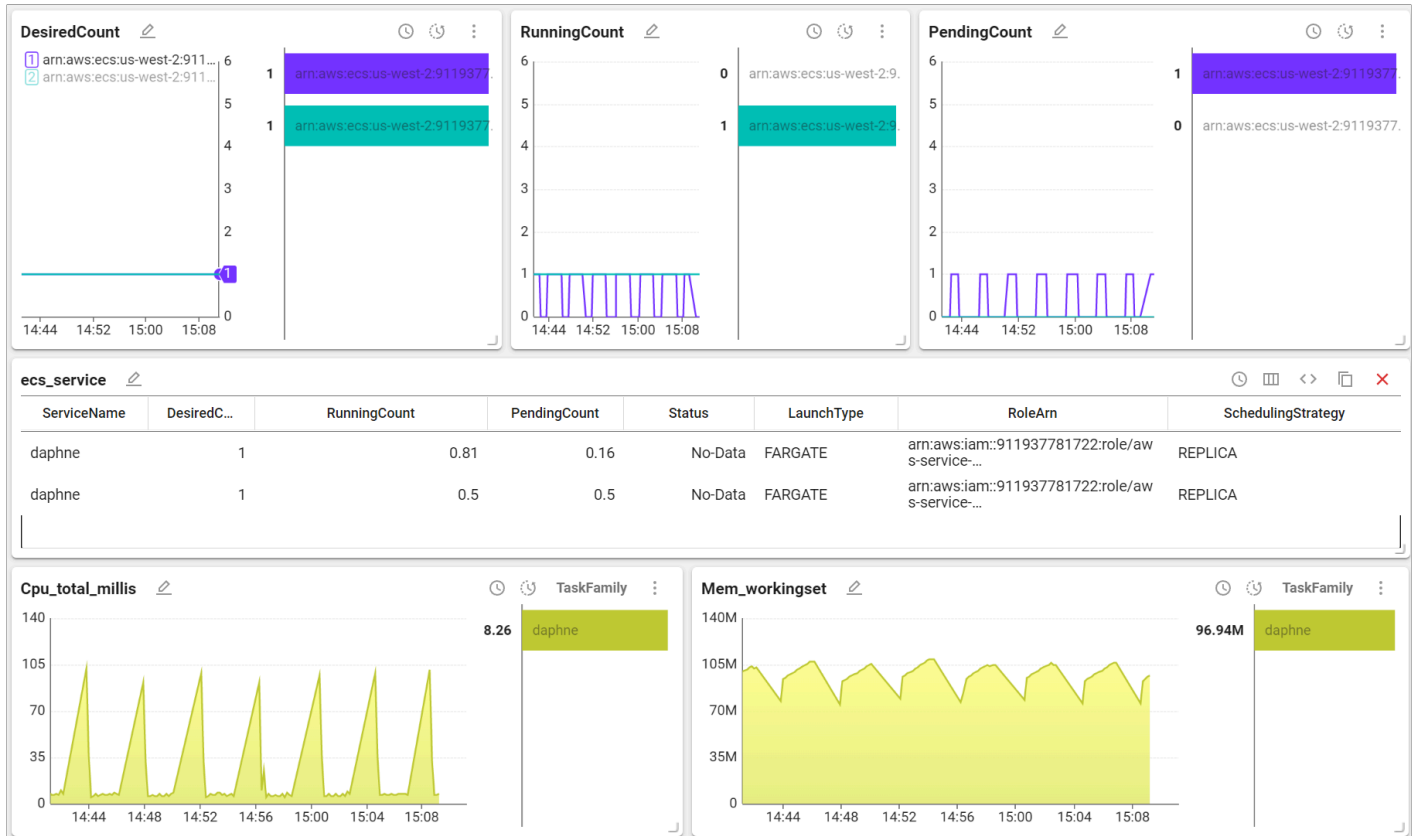 DesiredCount
1 arn:aws:ecs:us-west-2:911...
2 arn:aws:ecs:us-west-2:911...
6
5
4
3
2
1
0
14:44 14:52 15:00 15:08
1 arn:aws:ecs:us-west-2:9119377.
1 arn:aws:ecs:us-west-2:9119377.
RunningCount
6
5
4
3
2
1
0
14:44 14:52 15:00 15:08
0 arn:aws:ecs:us-west-2:9.
1 arn:aws:ecs:us-west-2:9.
PendingCount
6
5
4
3
2
1
0
14:44 14:52 15:00 15:08
1 arn:aws:ecs:us-west-2:9119377.
0 arn:aws:ecs:us-west-2:9119377.
ecs_service
ServiceName DesiredC... RunningCount PendingCount Status LaunchType RoleArn SchedulingStrategy
daphne 1 0.81 0.16 No-Data FARGATE arn:aws:iam::911937781722:role/aw REPLICA
s-service-...
daphne 1 0.5 0.5 No-Data FARGATE arn:aws:iam::911937781722:role/aw REPLICA
s-service-...
Cpu_total_millis TaskFamily
140
105
70
35
0
14:44 14:48 14:52 14:56 15:00 15:04 15:08
8.26 daphne
Mem_workingset TaskFamily
140M
105M
70M
35M
0
14:44 14:48 14:52 14:56 15:00 15:04 15:08
96.94M daphne